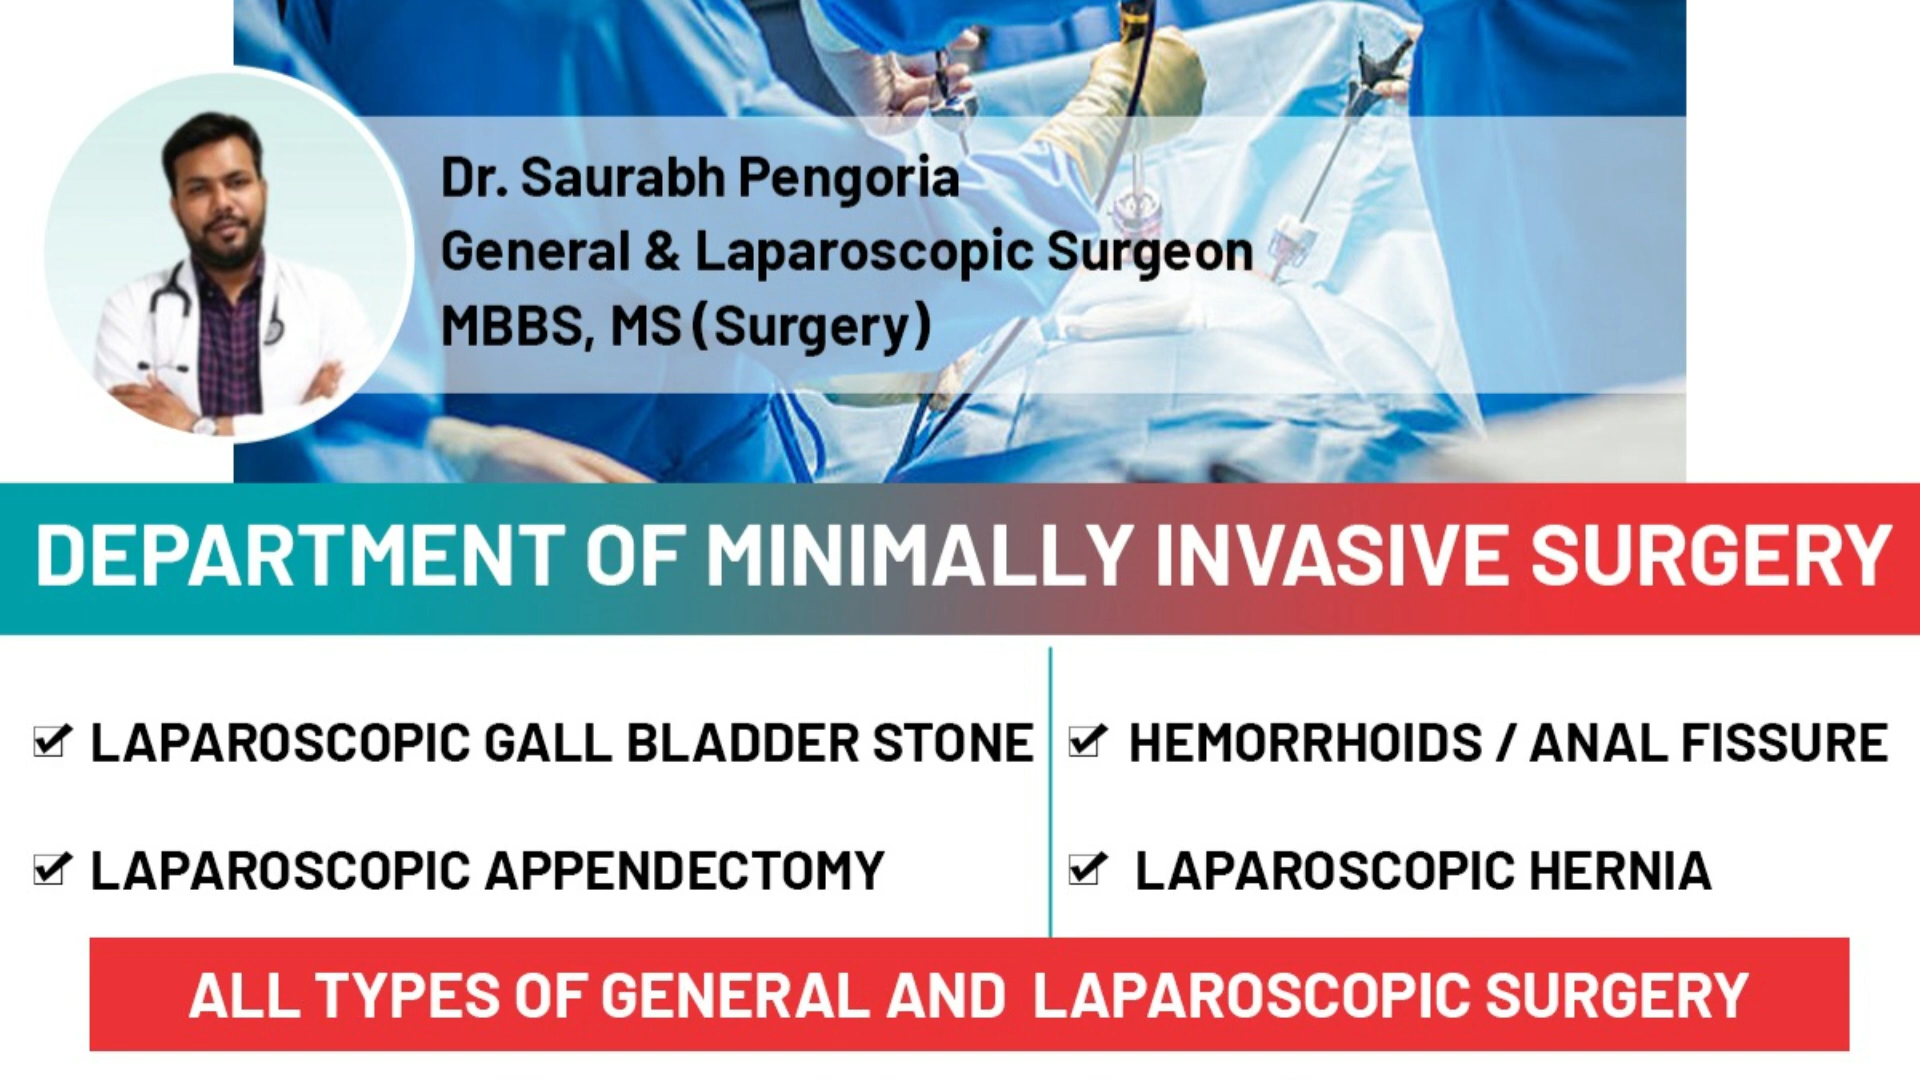 Dr. Saurabh Pengoria
General & Laparoscopic Surgeon
MBBS, MS (Surgery)
DEPARTMENT OF MINIMALLY INVASIVE SURGERY
LAPAROSCOPIC GALL BLADDER STONE
LAPAROSCOPIC APPENDECTOMY
HEMORRHOIDS / ANAL FISSURE
LAPAROSCOPIC HERNIA
ALL TYPES OF GENERAL AND LAPAROSCOPIC SURGERY